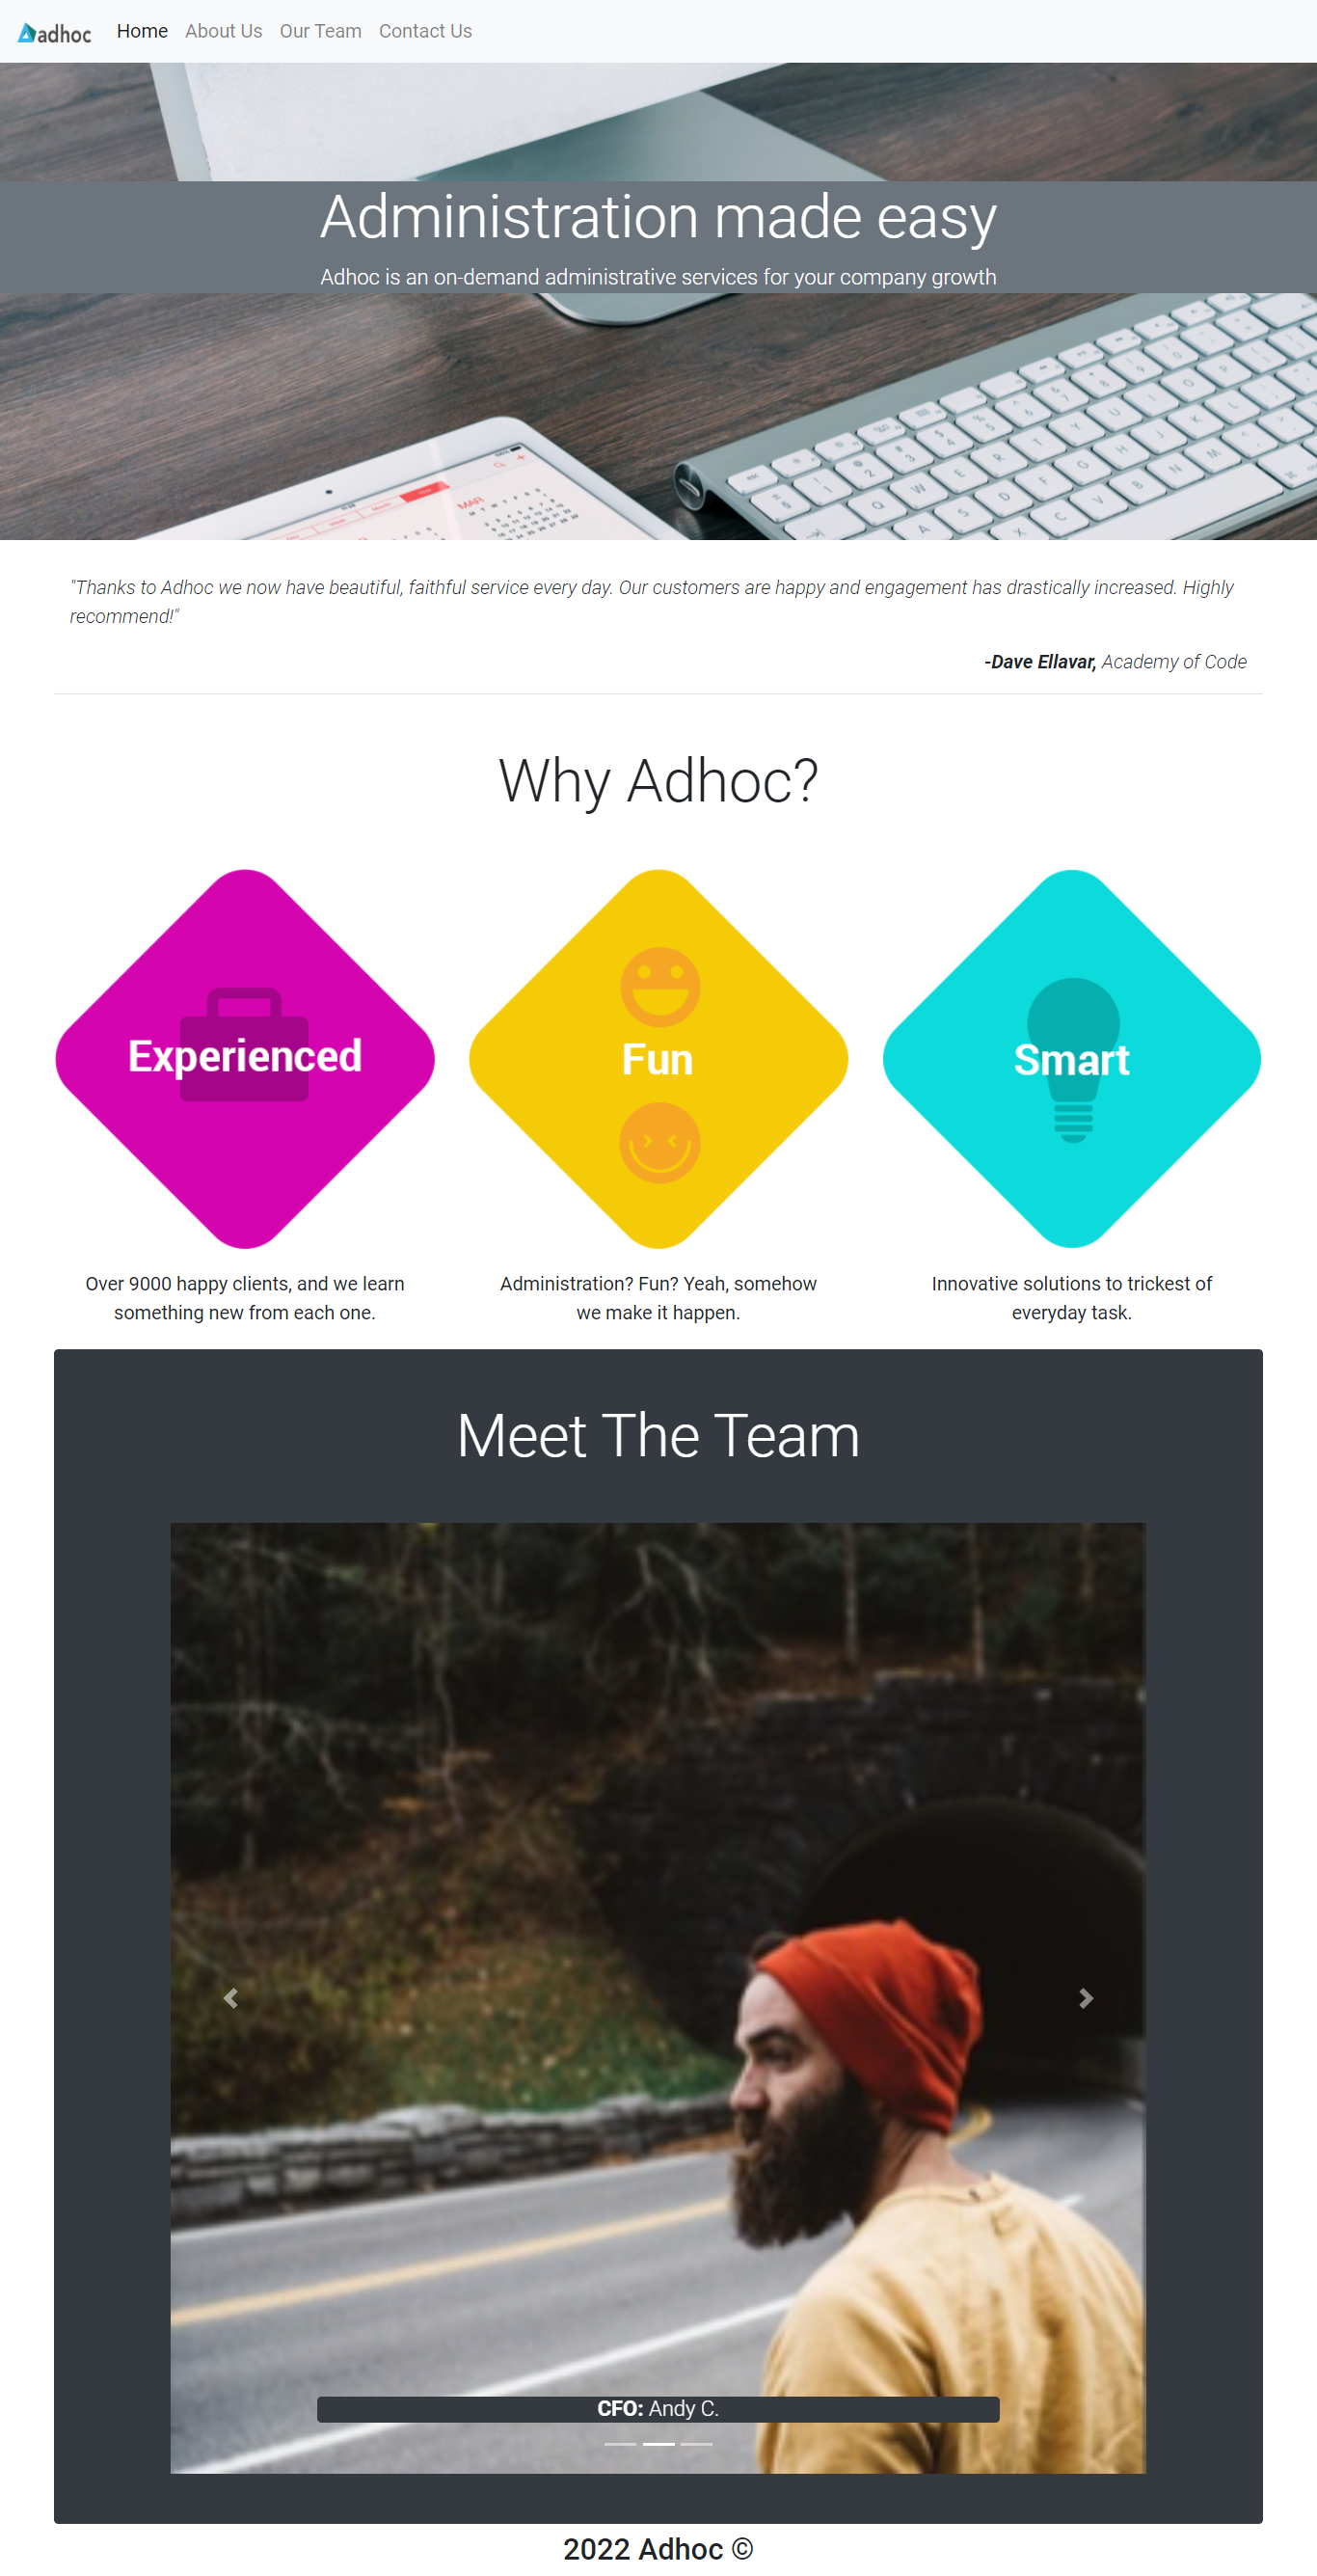 adhoc Home About Us Our Team Contact Us
Administration made easy
Adhoc is an on-demand administrative services for your company growth
MAR
"Thanks to Adhoc we now have beautiful, faithful service every day. Our customers are happy and engagement has drastically increased. Highly
recommend!"
-Dave Ellavar, Academy of Code
Why Adhoc?
Experienced
Fun
Smart
Over 9000 happy clients, and we learn
something new from each one.
Administration? Fun? Yeah, somehow
we make it happen.
Innovative solutions to trickest of
everyday task.
Meet The Team
CFO: Andy C.
2022 Adhoc ©